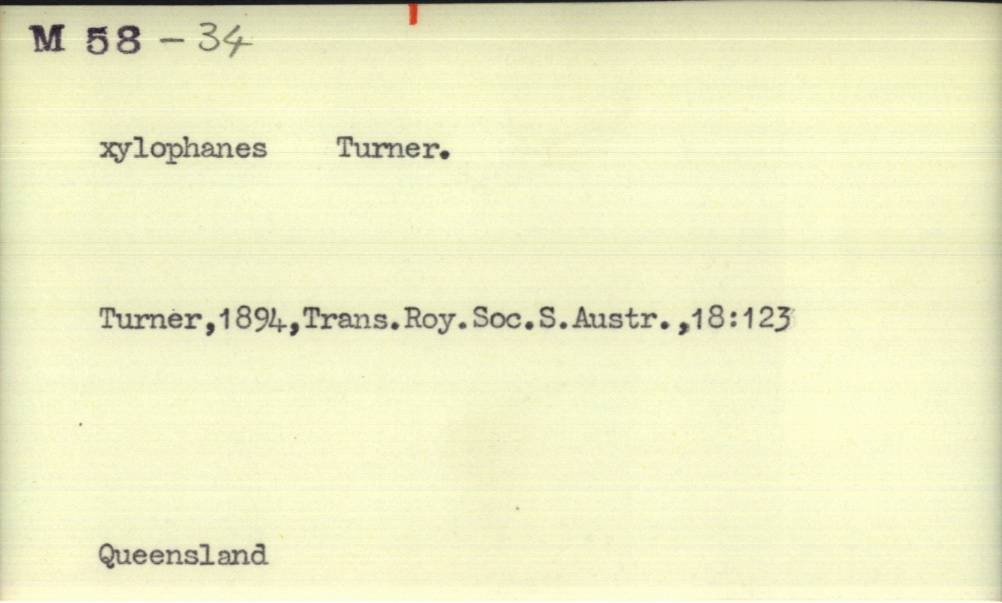 M 58 - 34
xylophanes Turner.
Turner,1894,Trans.Roy.Soc.S.Austr.,18:123
Queensland